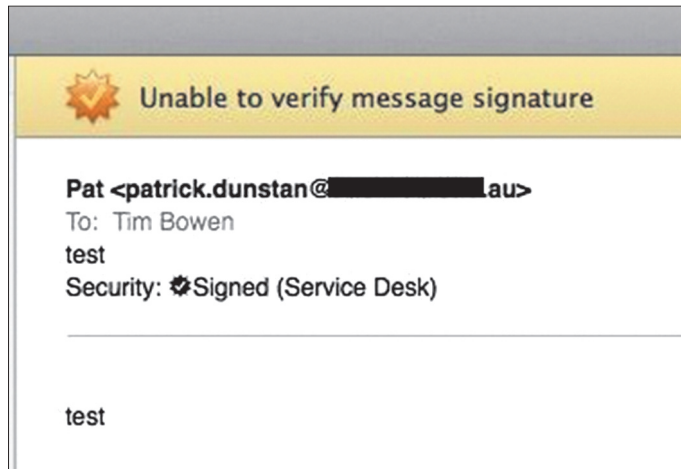 Unable to verify message signature
Pat <patrick.dunstan@ .au>
To: Tim Bowen
test
Security: Signed (Service Desk)
test